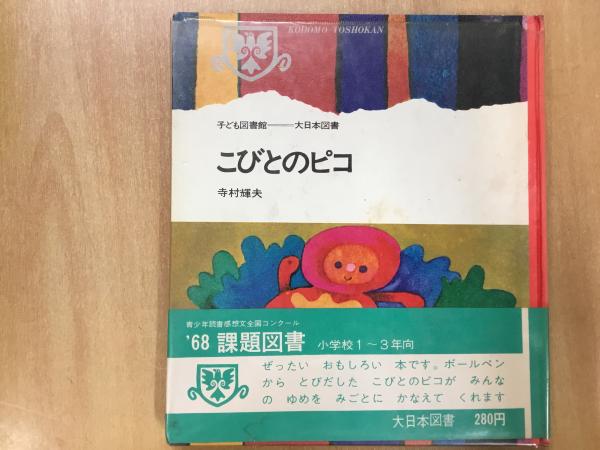 KODOMO TOSHOKAN
子ども図書館――大日本図書
こびとのピコ
寺村輝夫
青少年読書感想文全国コンクール
'68 課題図書 小学校1~3年向
ぜったい おもしろい 本です。ボールペン
から とびだした こびとのピコが みんな
の ゆめを みごとに かなえて くれます
大日本図書 280円